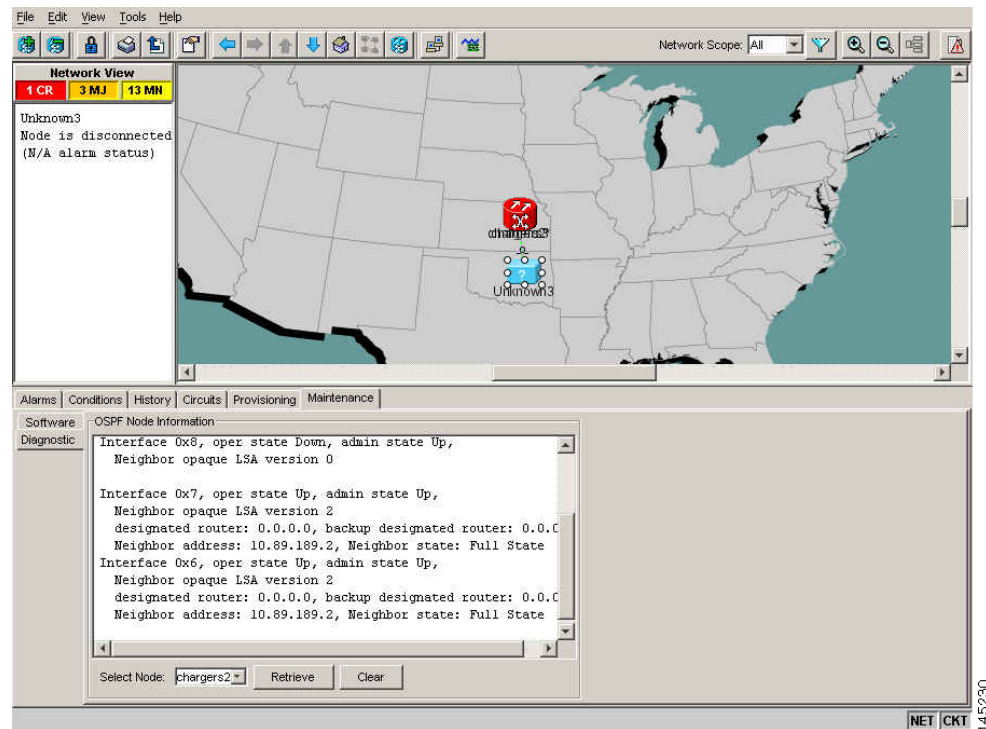 File Edit View Tools Help
Network Scope: All
Network View
1 CR 3 MJ 13 MN
Unknown3
Node is disconnected
(N/A alarm status)
?
Unknown3
Alarms Conditions History Circuits Provisioning Maintenance
Software
Diagnostic
OSPF Node Information
Interface 0x8, oper state Down, admin state Up,
Neighbor opaque LSA version 0
Interface 0x7, oper state Up, admin state Up,
Neighbor opaque LSA version 2
designated router: 0.0.0.0, backup designated router: 0.0.0
Neighbor address: 10.89.189.2, Neighbor state: Full State
Interface 0x6, oper state Up, admin state Up,
Neighbor opaque LSA version 2
designated router: 0.0.0.0, backup designated router: 0.0.0
Neighbor address: 10.89.189.2, Neighbor state: Full State
Select Node: chargers2 Retrieve Clear
NET CKT
145230